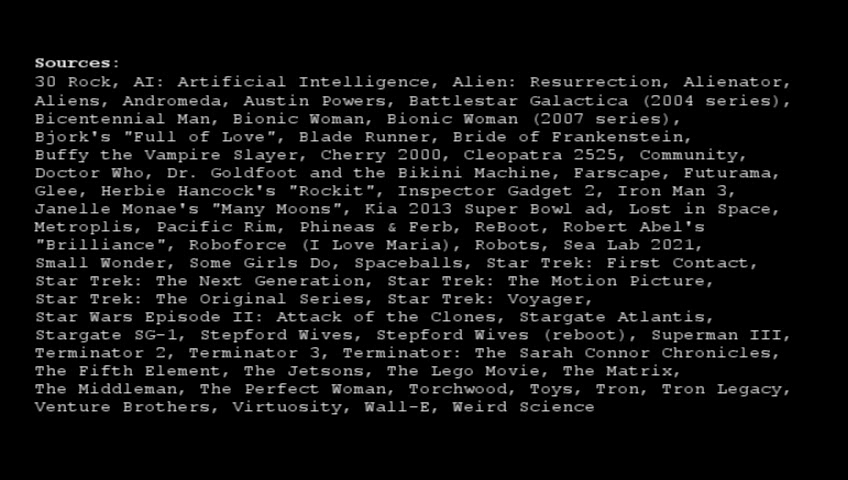 Sources:
30 Rock, AI: Artificial Intelligence, Alien: Resurrection, Alienator,
Aliens, Andromeda, Austin Powers, Battlestar Galactica (2004 series),
Bicentennial Man, Bionic Woman, Bionic Woman (2007 series),
Bjork's "Full of Love", Blade Runner, Bride of Frankenstein,
Buffy the Vampire Slayer, Cherry 2000, Cleopatra 2525, Community,
Doctor Who, Dr. Goldfoot and the Bikini Machine, Farscape, Futurama,
Glee, Herbie Hancock's "Rockit", Inspector Gadget 2, Iron Man 3,
Janelle Monae's "Many Moons", Kia 2013 Super Bowl ad, Lost in Space,
Metroplis, Pacific Rim, Phineas & Ferb, ReBoot, Robert Abel's
"Brilliance", Roboforce (I Love Maria), Robots, Sea Lab 2021,
Small Wonder, Some Girls Do, Spaceballs, Star Trek: First Contact,
Star Trek: The Next Generation, Star Trek: The Motion Picture,
Star Trek: The Original Series, Star Trek: Voyager,
Star Wars Episode II: Attack of the Clones, Stargate Atlantis,
Stargate SG-1, Stepford Wives, Stepford Wives (reboot), Superman III,
Terminator 2, Terminator 3, Terminator: The Sarah Connor Chronicles,
The Fifth Element, The Jetsons, The Lego Movie, The Matrix,
The Middleman, The Perfect Woman, Torchwood, Toys, Tron, Tron Legacy,
Venture Brothers, Virtuosity, Wall-E, Weird Science